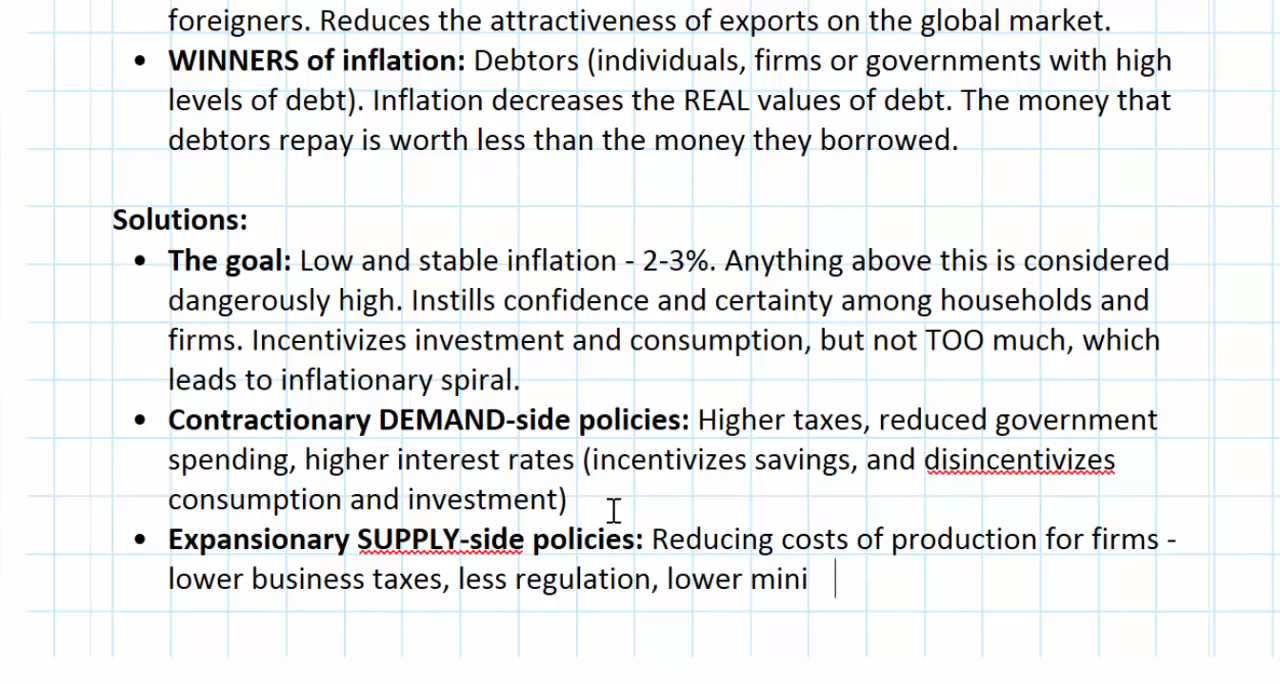 foreigners. Reduces the attractiveness of exports on the global market.
• WINNERS of inflation: Debtors (individuals, firms or governments with high
levels of debt). Inflation decreases the REAL values of debt. The money that
debtors repay is worth less than the money they borrowed.
Solutions:
• The goal: Low and stable inflation - 2-3%. Anything above this is considered
dangerously high. Instills confidence and certainty among households and
firms. Incentivizes investment and consumption, but not TOO much, which
leads to inflationary spiral.
• Contractionary DEMAND-side policies: Higher taxes, reduced government
spending, higher interest rates (incentivizes savings, and disincentivizes
consumption and investment)
• Expansionary SUPPLY-side policies: Reducing costs of production for firms -
lower business taxes, less regulation, lower mini